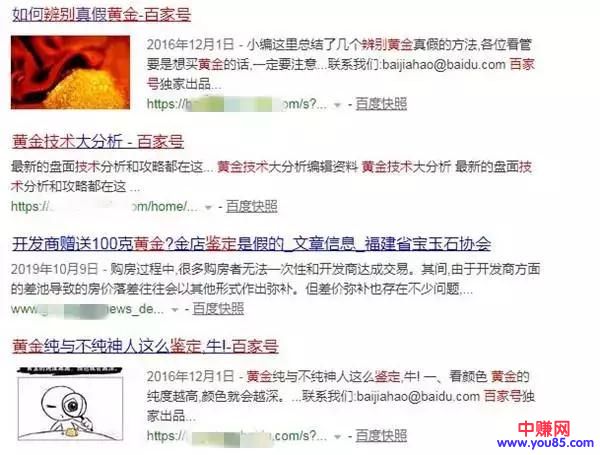 如何辨别真假黄金-百家号
2016年12月1日 - 小编这里总结了几个辨别黄金真假的方法,各位看管
要是想买黄金的话,一定要注意...联系我们:baijiahao@baidu.com 百家
号独家出品...
https://b .com/s?... - 百度快照
黄金技术大分析 - 百家号
最新的盘面技术分析和攻略都在这... 黄金技术大分析编辑资料 黄金技术大分析 最新的盘面技
术分析和攻略都在这 ...
https:// .com/home/... - 百度快照
开发商赠送100克黄金?金店鉴定是假的_文章信息_福建省宝玉石协会
2019年10月9日 - 购房过程中,很多购房者无法一次性和开发商达成交易。其间,由于开发商方面
的差池导致的房价落差往往会以其他形式作出弥补。但差价弥补也存在不少问题,...
www. news_de... - 百度快照
黄金纯与不纯神人这么鉴定,牛!-百家号
2016年12月1日 - 黄金纯与不纯神人这么鉴定,牛! 一、看颜色 黄金的
纯度越高,颜色就会越深。...联系我们:baijiahao@baidu.com 百家号独
家出品...
https:// .com/s?... - 百度快照
中赚网
www.you85.com